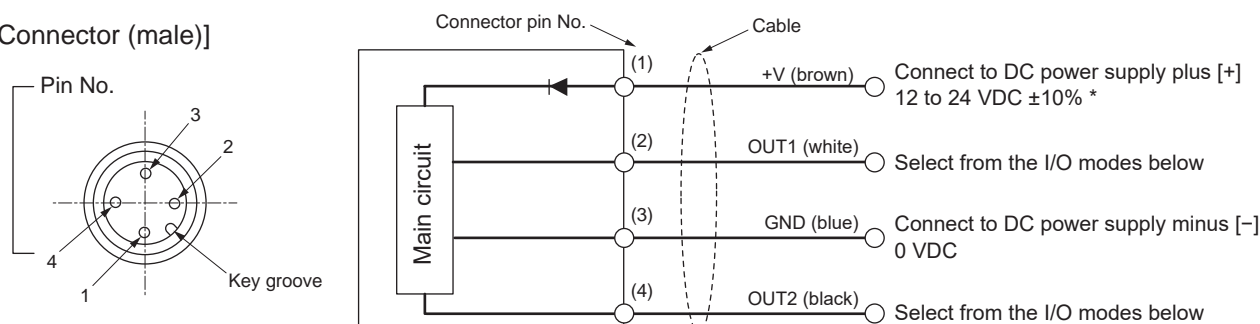 Connector (male)]
Pin No.
3
2
4
1
Key groove
Connector pin No.
Cable
Main circuit
(1)
+V (brown)
Connect to DC power supply plus [+]
12 to 24 VDC ±10% *
(2)
OUT1 (white)
Select from the I/O modes below
(3)
GND (blue)
Connect to DC power supply minus [−]
0 VDC
(4)
OUT2 (black)
Select from the I/O modes below